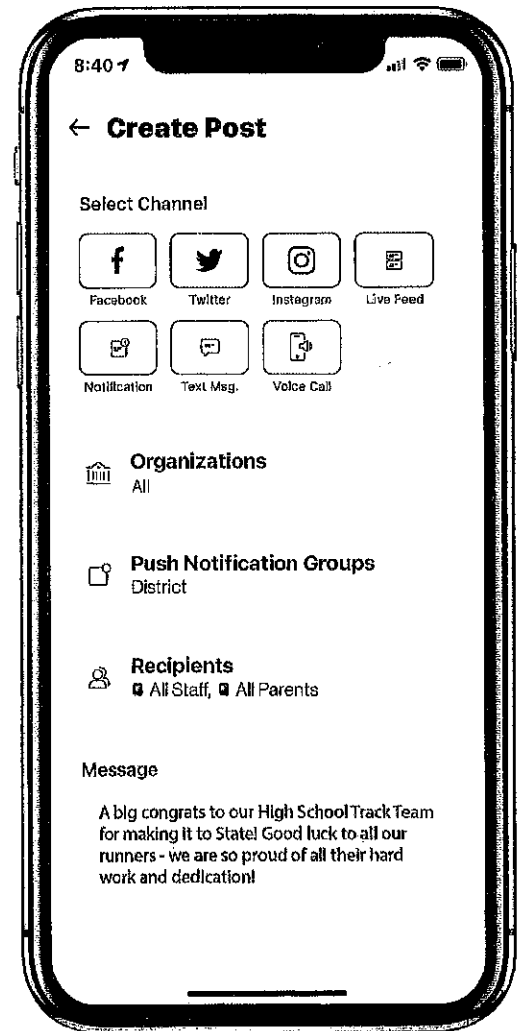 8:40
Create Post
Select Channel
Facebook Twitter Instagram Live Feed
Notification Text Msg. Voice Call
Organizations
All
Push Notification Groups
District
Recipients
All Staff, All Parents
Message
A big congrats to our High School Track Team
for making it to State! Good luck to all our
runners - we are so proud of all their hard
work and dedication!